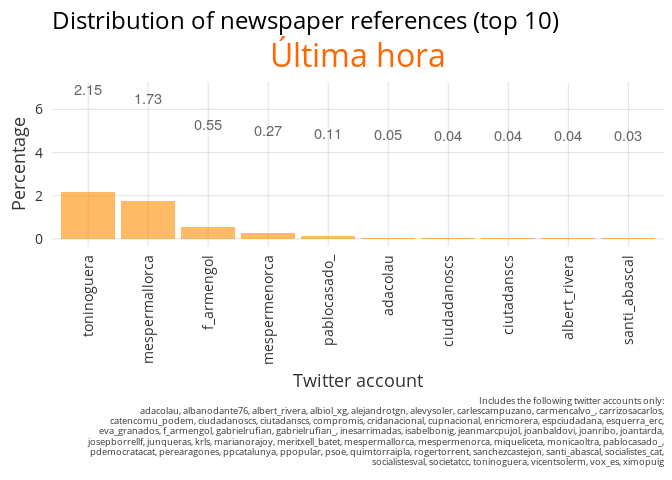 Distribution of newspaper references (top 10)
Última hora
2.15
1.73
0.55
0.27
0.11
0.05
0.04
0.04
0.04
0.03
Percentage
6
4
2
0
toninoguera
mespermallorca
f_armengol
mespermenorca
pablocasado_
adacolau
ciudadanoscs
ciutadanscs
albert_rivera
santi_abascal
Twitter account
Includes the following twitter accounts only:
adacolau, albanodante76, albert_rivera, albiol_xg, alejandrotgn, alevysoler, carlescampuzano, carmencalvo_, carrizosacarlos,
catencomu_podem, ciudadanoscs, ciutadanscs, compromis, cridanacional, cupnacional, enricmorera, espciudadana, esquerra_erc,
eva_granados, f_armengol, gabrielrufian, gabrielrufian_, inesarrimadas, isabelbonig, jeanmarcpujol, joanbaldovi, joanribo, joantarda,
josepborrellf, junqueras, krls, marianorajoy, meritxell_batet, mespermallorca, mespermenorca, miqueliceta, monicaoltra, pablocasado_,
pdemocratacat, perearagones, ppcatalunya, ppopular, psoe, quimtorraipla, rogertorrent, sanchezcastejon, santi_abascal, socialistes_cat,
socialistesval, societatcc, toninoguera, vicentsolerm, vox_es, ximopuig